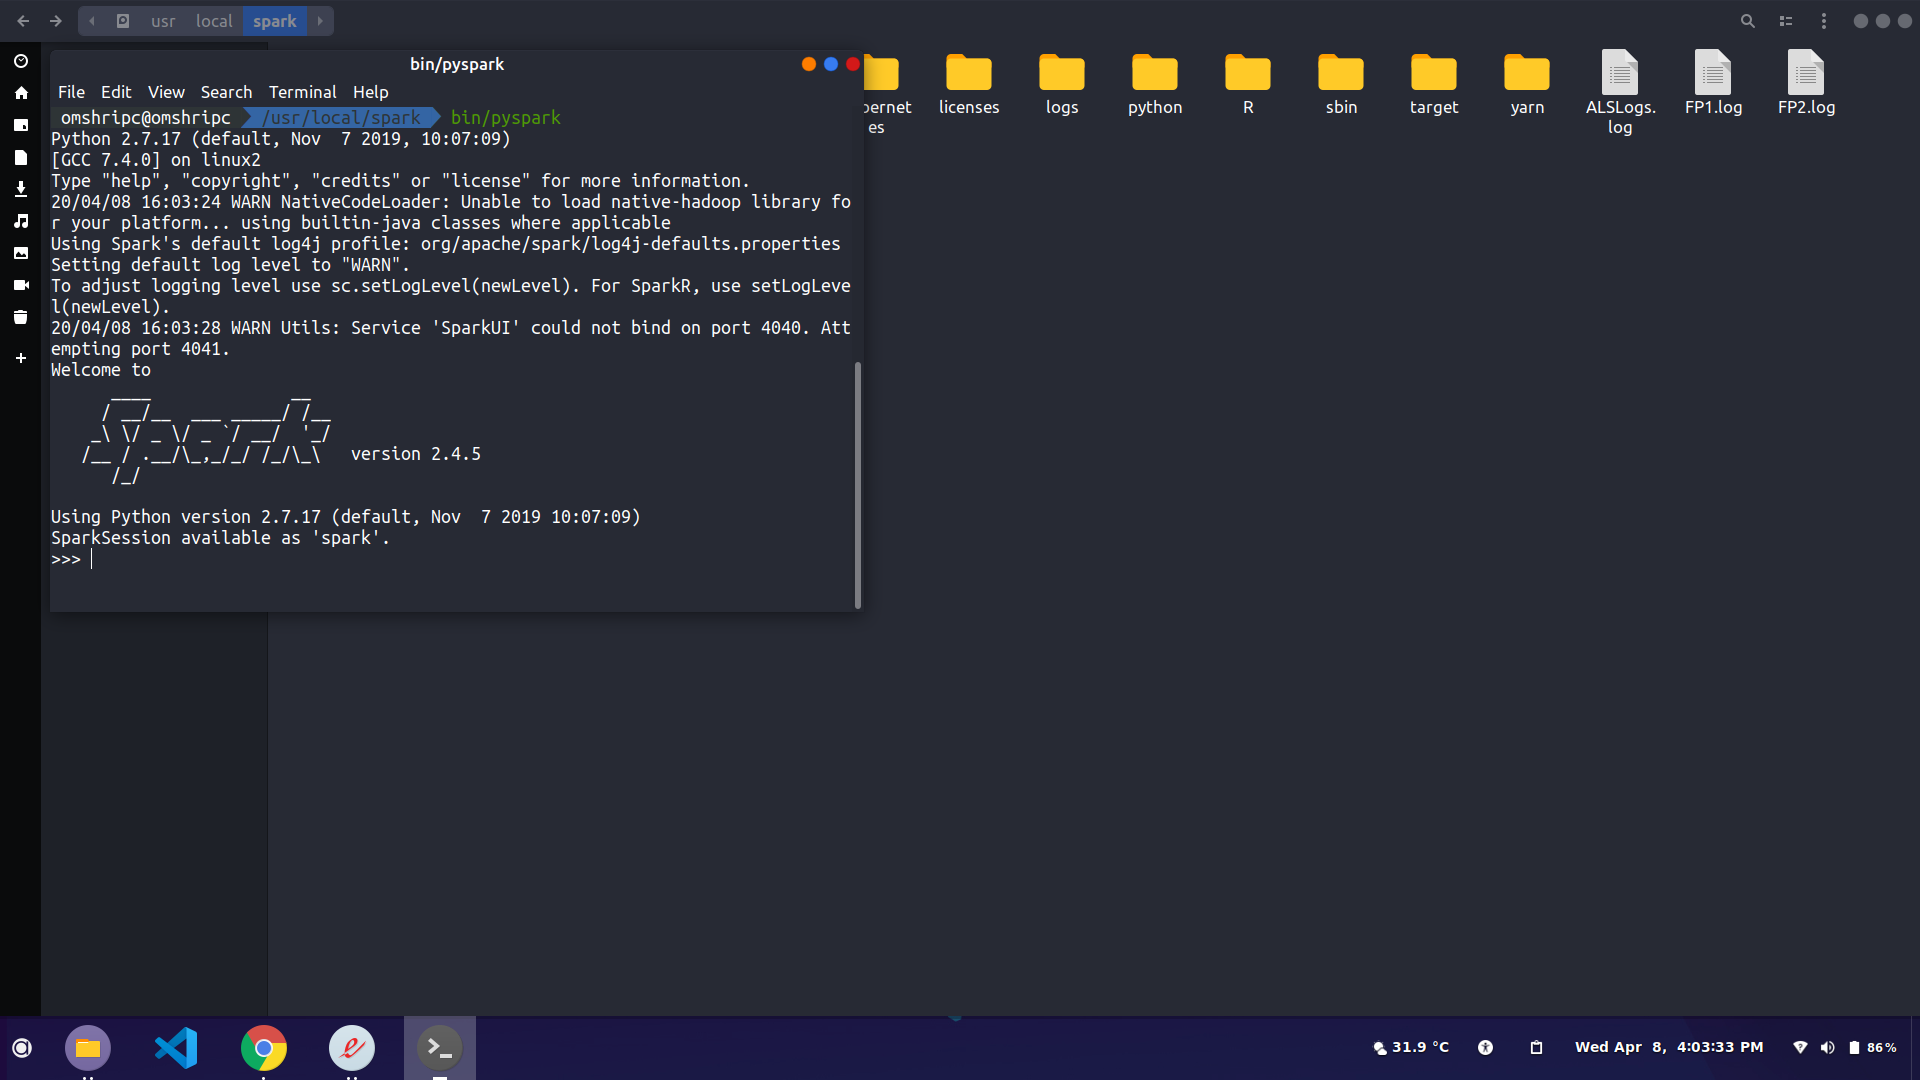 usr local spark
bin/pyspark
File Edit View Search Terminal Help
omshripc@omshripc /usr/local/spark bin/pyspark
Python 2.7.17 (default, Nov  7 2019, 10:07:09)
[GCC 7.4.0] on linux2
Type "help", "copyright", "credits" or "license" for more information.
20/04/08 16:03:24 WARN NativeCodeLoader: Unable to load native-hadoop library fo
r your platform... using builtin-java classes where applicable
Using Spark's default log4j profile: org/apache/spark/log4j-defaults.properties
Setting default log level to "WARN".
To adjust logging level use sc.setLogLevel(newLevel). For SparkR, use setLogLeve
l(newLevel).
20/04/08 16:03:28 WARN Utils: Service 'SparkUI' could not bind on port 4040. Att
empting port 4041.
Welcome to
      ____              __
     / __/__  ___ _____/ /__
    _\ \/ _ \/ _ `/ __/  '_/
   /__ / .__/\_,_/_/ /_/\_\   version 2.4.5
      /_/
Using Python version 2.7.17 (default, Nov  7 2019 10:07:09)
SparkSession available as 'spark'.
>>>
ernet
es
licenses
logs
python
R
sbin
target
yarn
ALSLogs.
log
FP1.log
FP2.log
31.9 °C
Wed Apr 8, 4:03:33 PM
86%